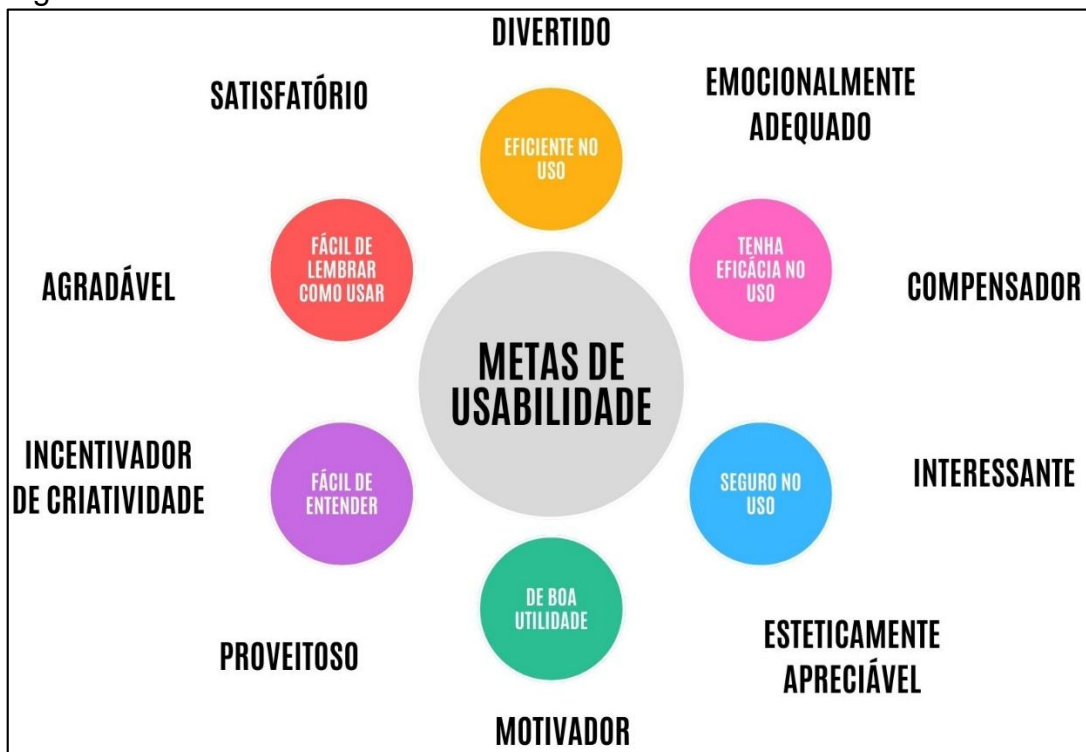 DIVERTIDO
SATISFATÓRIO
EMOCIONALMENTE
ADEQUADO
EFICIENTE NO
USO
FÁCIL DE
LEMBRAR
COMO USAR
TENHA
EFICÁCIA NO
USO
AGRADÁVEL
COMPENSADOR
METAS DE
USABILIDADE
INCENTIVADOR
DE CRIATIVIDADE
FÁCIL DE
ENTENDER
SEGURO NO
USO
INTERESSANTE
DE BOA
UTILIDADE
PROVEITOSO
ESTETICAMENTE
APRECIÁVEL
MOTIVADOR